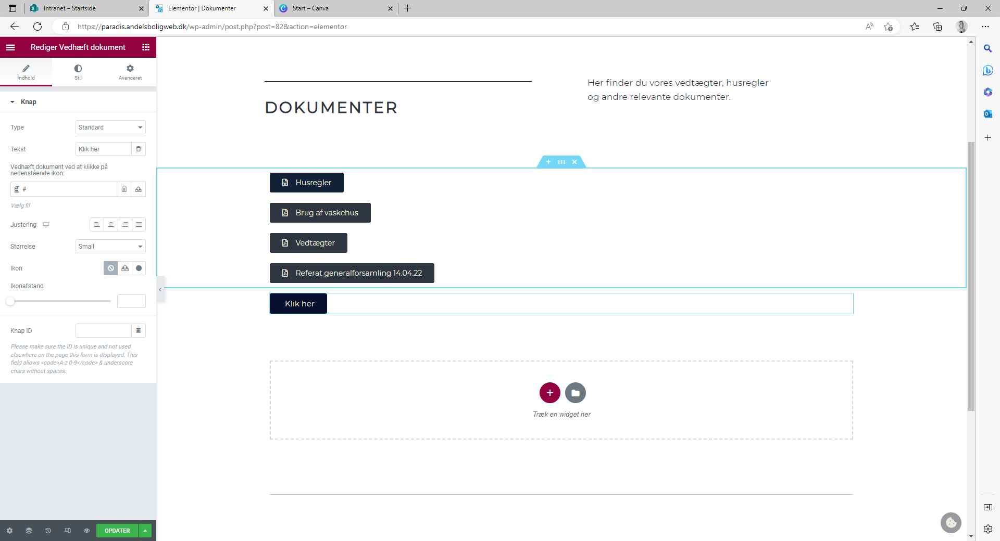 Intranet – Startside
Elementor | Dokumenter
Start – Canva
https://paradis.andelsboligweb.dk/wp-admin/post.php?post=82&action=elementor
Rediger Vedhæft dokument
Indhold
Stil
Avanceret
Knap
Type
Standard
Tekst
Klik her
Vedhæft dokument ved at klikke på
nedenstående ikon:
#
Vælg fil
Justering
Størrelse
Small
Ikon
Ikonafstand
Knap ID
Please make sure the ID is unique and not used
elsewhere on the page this form is displayed. This
field allows <code>A-z 0-9</code> & underscore
chars without spaces.
OPDATER
DOKUMENTER
Her finder du vores vedtægter, husregler
og andre relevante dokumenter.
Husregler
Brug af vaskehus
Vedtægter
Referat generalforsamling 14.04.22
Klik her
Træk en widget her